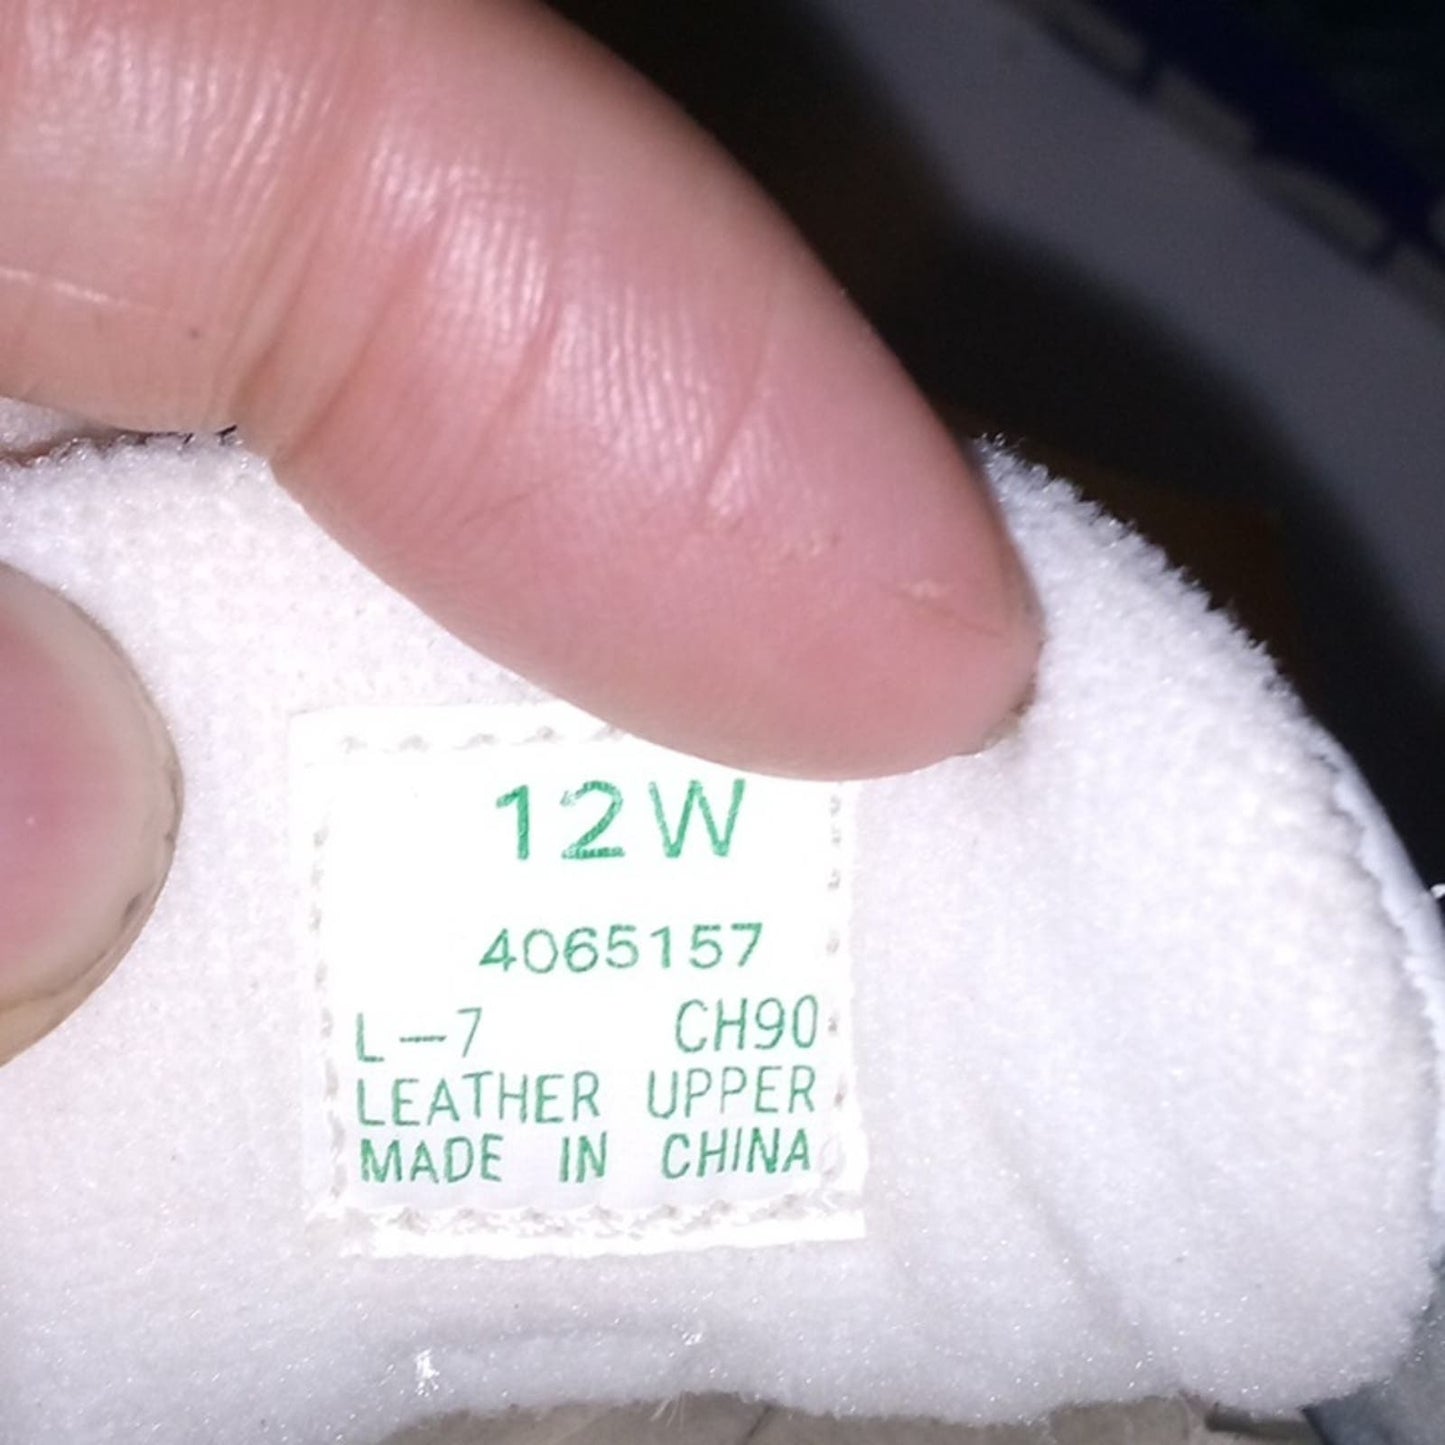 12W
4065157
L-7 CH90
LEATHER UPPER
MADE IN CHINA